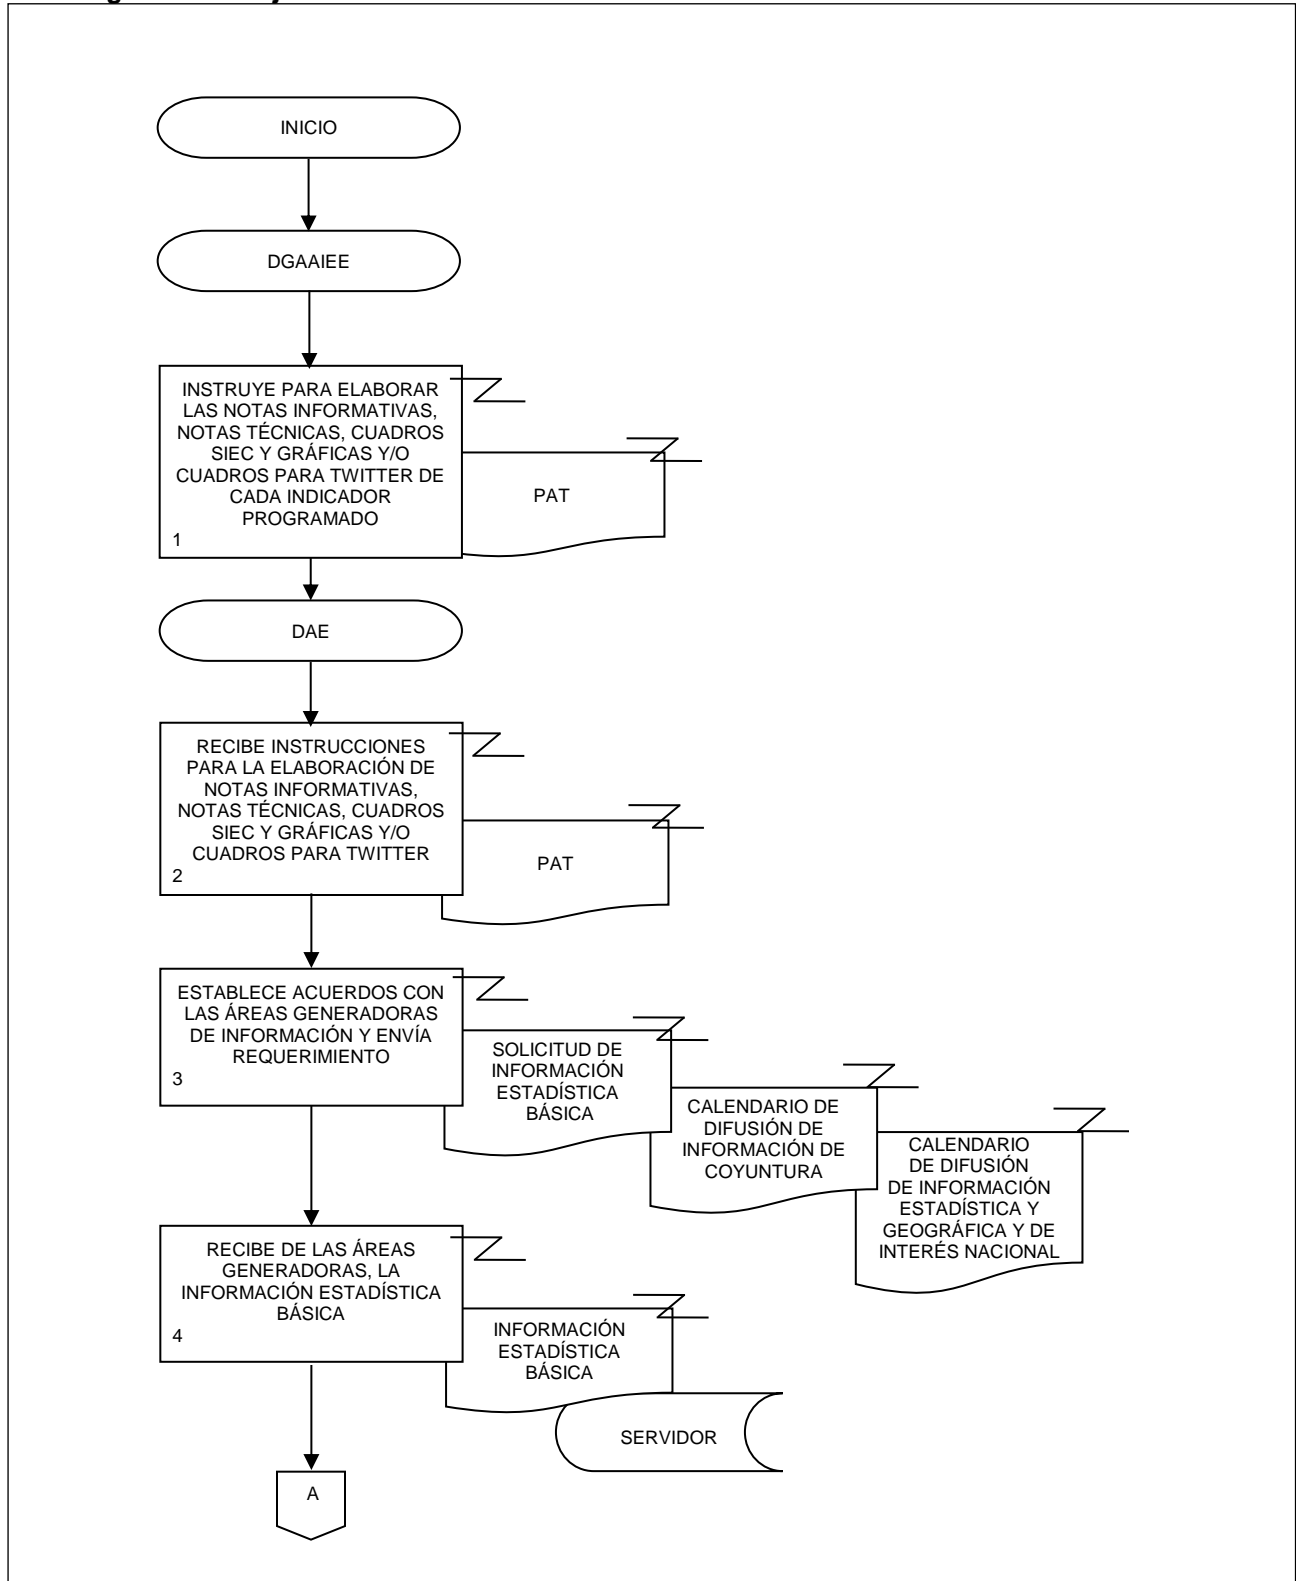 INICIO
DGAAIEE
INSTRUYE PARA ELABORAR
LAS NOTAS INFORMATIVAS,
NOTAS TÉCNICAS, CUADROS
SIEC Y GRÁFICAS Y/O
CUADROS PARA TWITTER DE
CADA INDICADOR
PROGRAMADO
1
PAT
DAE
RECIBE INSTRUCCIONES
PARA LA ELABORACIÓN DE
NOTAS INFORMATIVAS,
NOTAS TÉCNICAS, CUADROS
SIEC Y GRÁFICAS Y/O
CUADROS PARA TWITTER
2
PAT
ESTABLECE ACUERDOS CON
LAS ÁREAS GENERADORAS
DE INFORMACIÓN Y ENVÍA
REQUERIMIENTO
3
SOLICITUD DE
INFORMACIÓN
ESTADÍSTICA
BÁSICA
CALENDARIO DE
DIFUSIÓN DE
INFORMACIÓN DE
COYUNTURA
CALENDARIO
DE DIFUSIÓN
DE INFORMACIÓN
ESTADÍSTICA Y
GEOGRÁFICA Y DE
INTERÉS NACIONAL
RECIBE DE LAS ÁREAS
GENERADORAS, LA
INFORMACIÓN ESTADÍSTICA
BÁSICA
4
INFORMACIÓN
ESTADÍSTICA
BÁSICA
SERVIDOR
A